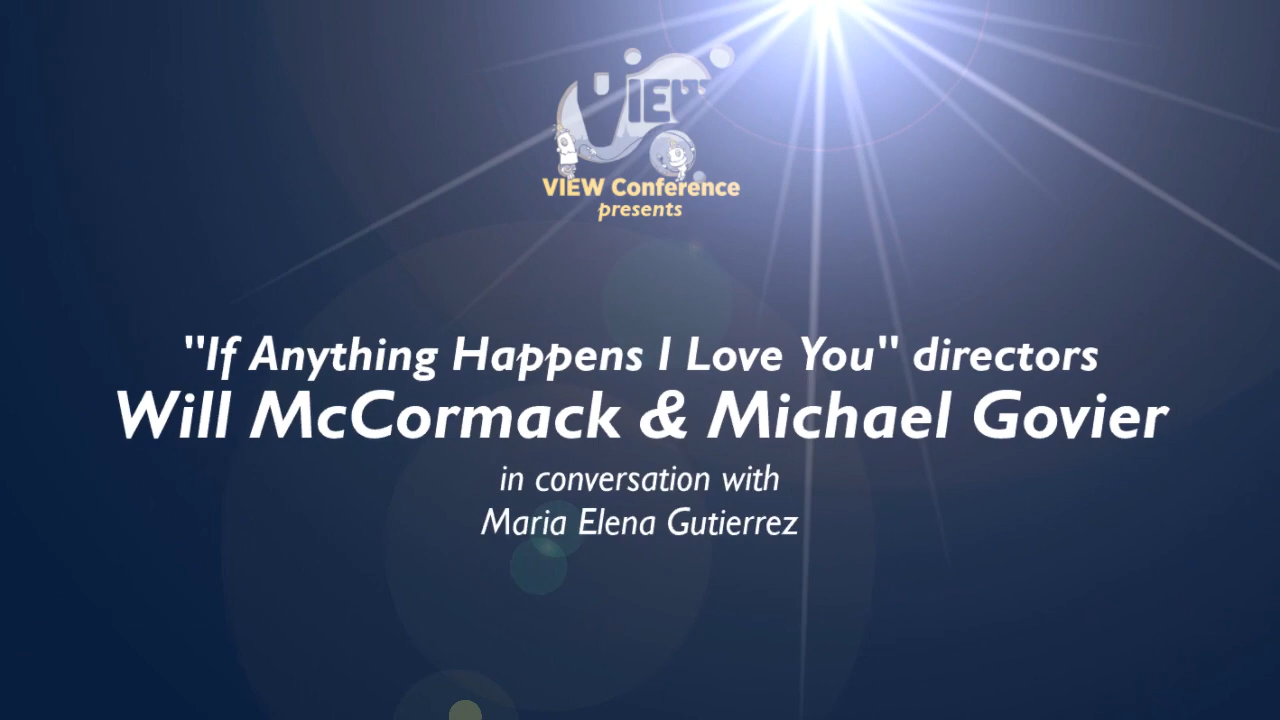 VIEW
VIEW Conference
presents
"If Anything Happens I Love You" directors
Will McCormack & Michael Govier
in conversation with
Maria Elena Gutierrez